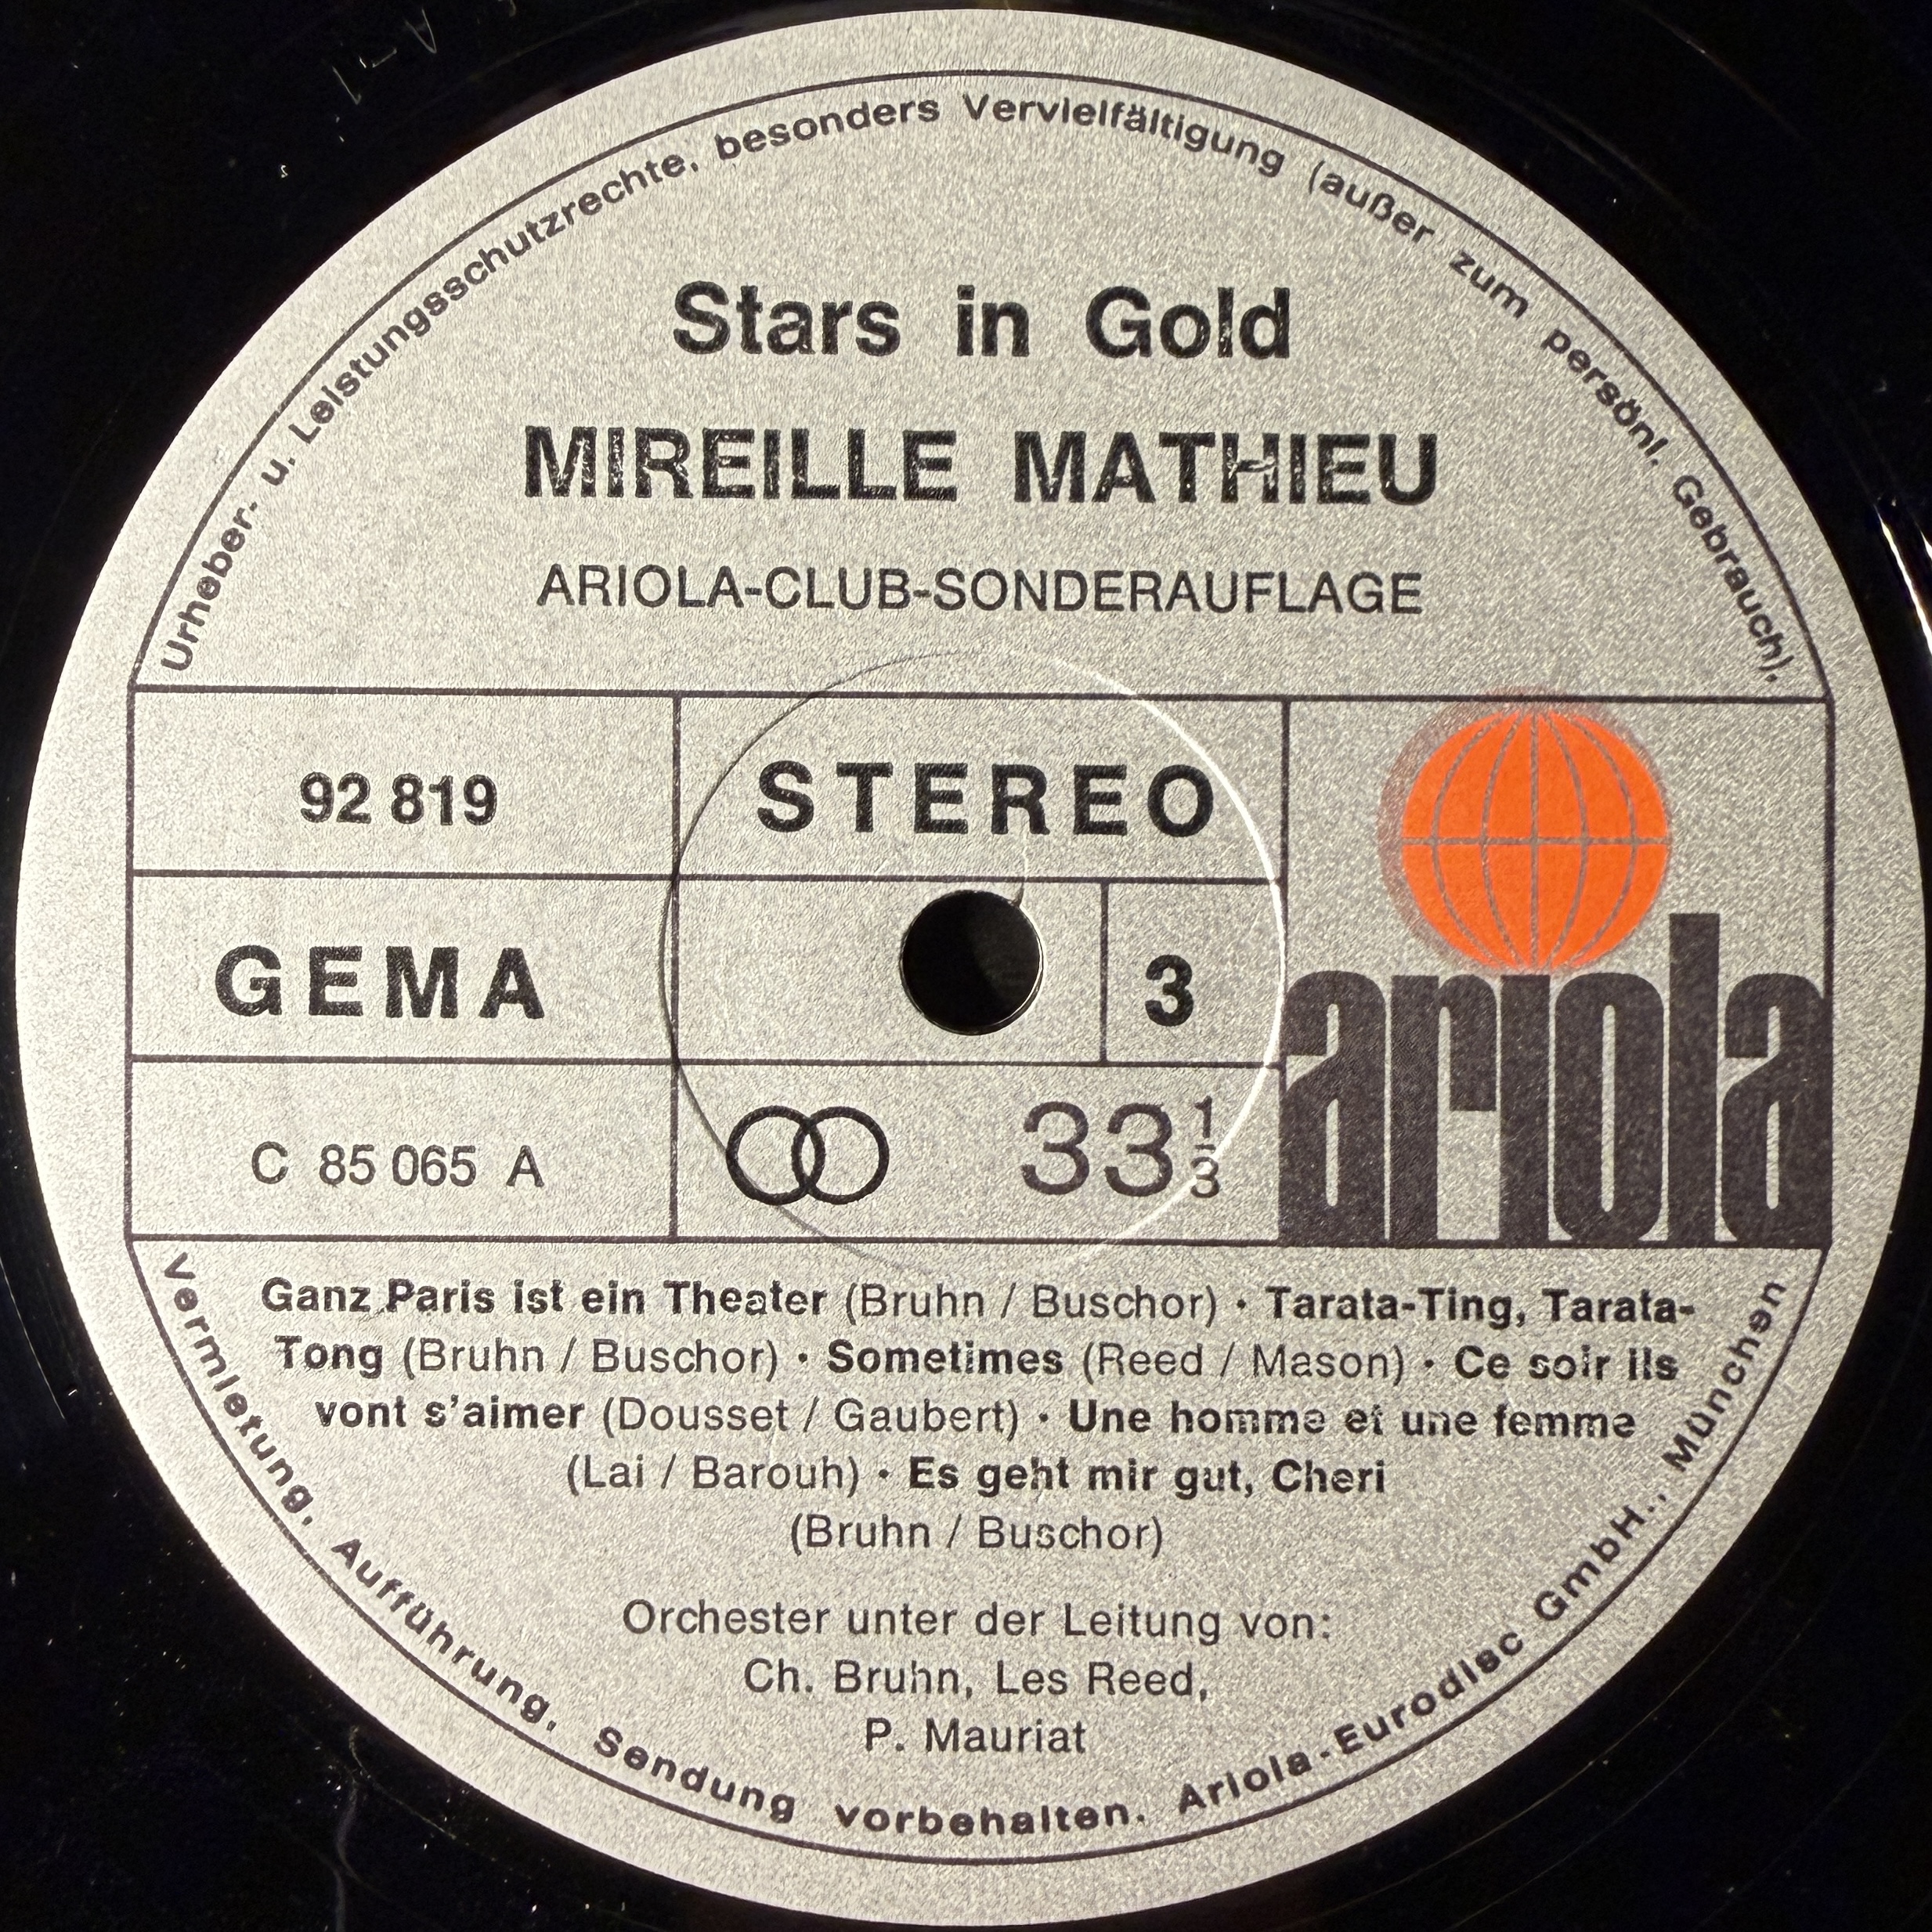 Urheber- u. Leistungsschutzrechte, besonders Vervielfältigung (außer zum persönl. Gebrauch),
Stars in Gold
MIREILLE MATHIEU
ARIOLA-CLUB-SONDERAUFLAGE
92 819
STEREO
GEMA
3
C 85 065 A
33 1/3
ariola
Ganz Paris ist ein Theater (Bruhn / Buschor) · Tarata-Ting, Tarata-
Tong (Bruhn / Buschor) · Sometimes (Reed / Mason) · Ce soir ils
vont s'aimer (Dousset / Gaubert) · Une homme et une femme
(Lai / Barouh) · Es geht mir gut, Cheri
(Bruhn / Buschor)
Orchester unter der Leitung von:
Ch. Bruhn, Les Reed,
P. Mauriat
Vermietung, Aufführung, Sendung vorbehalten. Ariola-Eurodisc GmbH., München